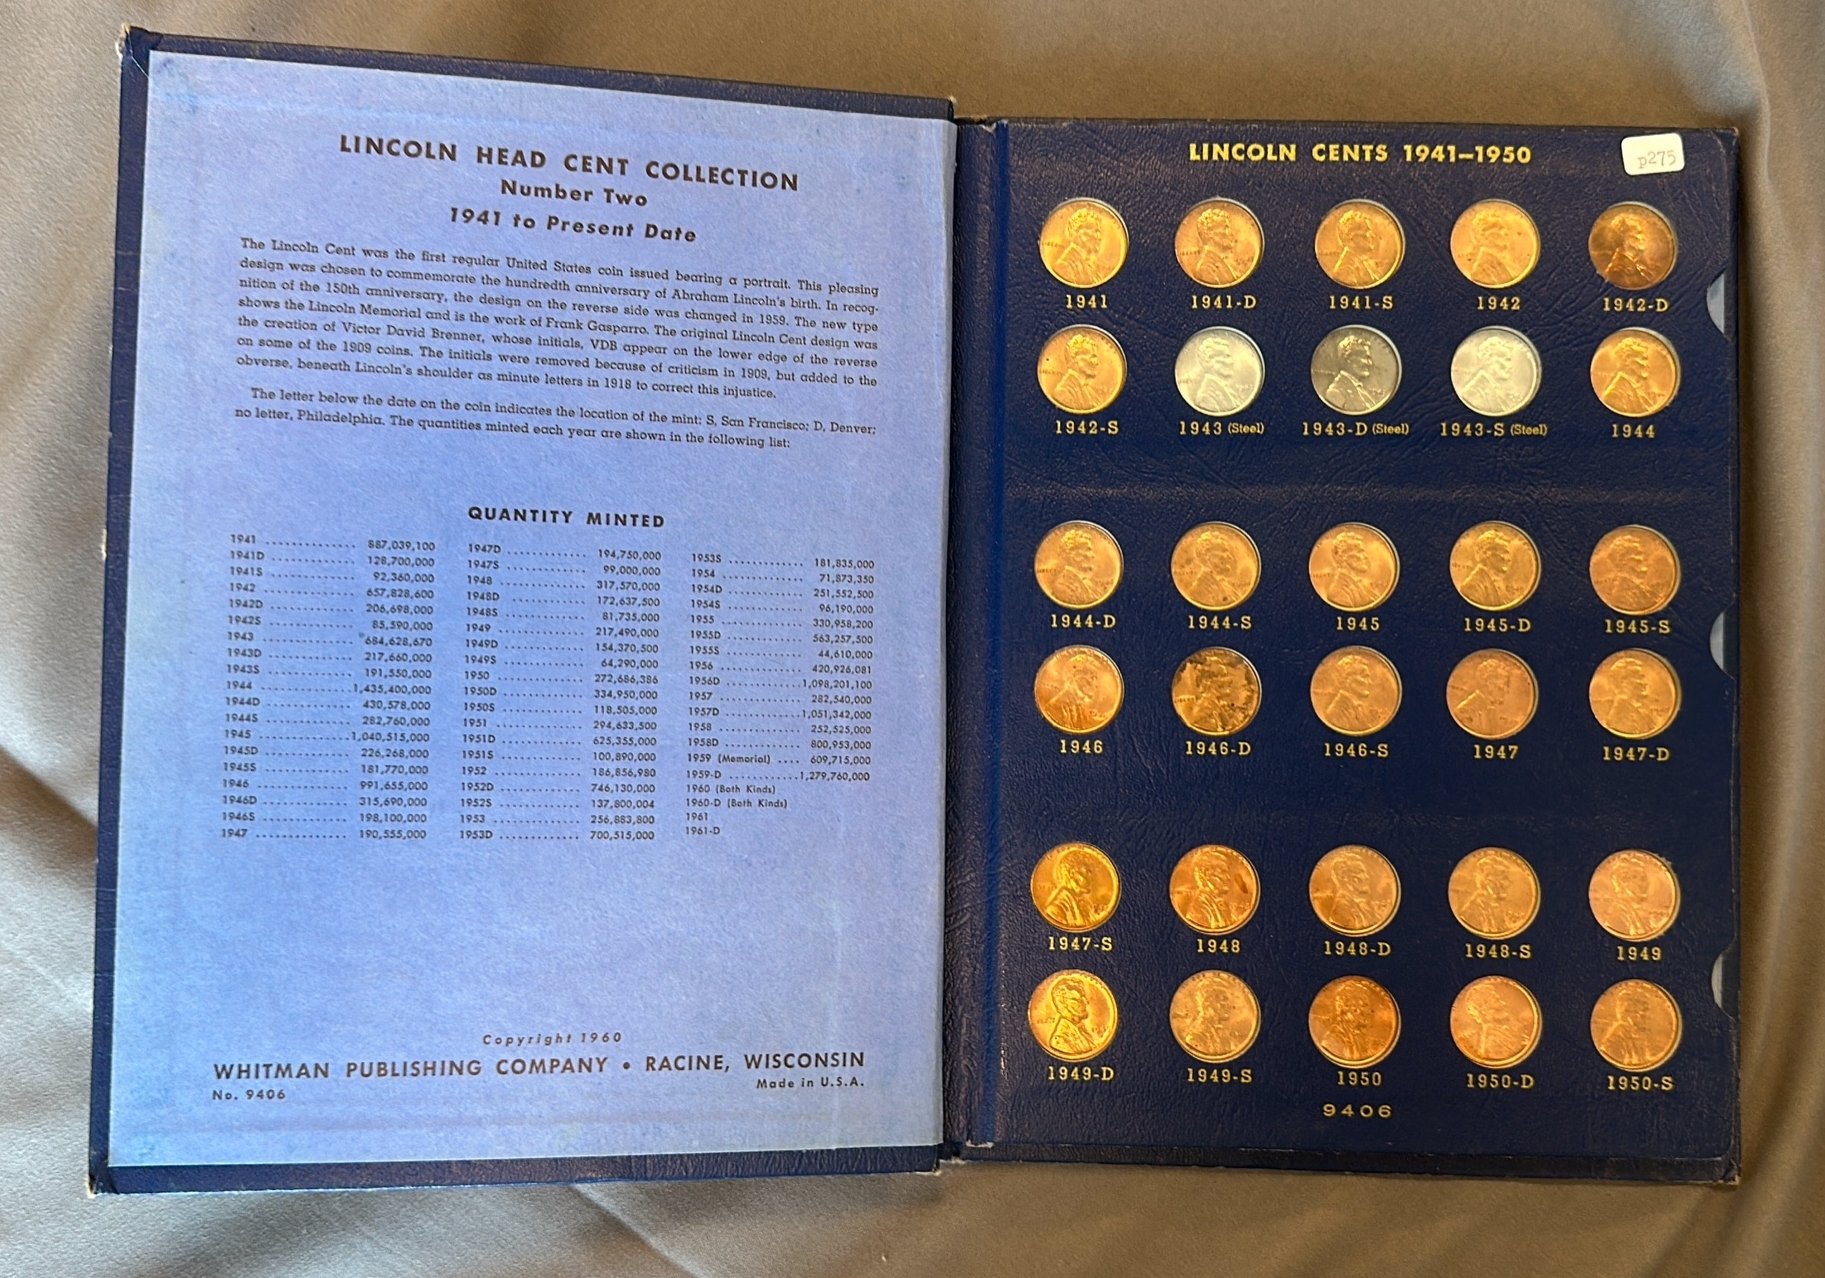 LINCOLN HEAD CENT COLLECTION
Number Two
1941 to Present Date
The Lincoln Cent was the first regular United States coin issued bearing a portrait. This pleasing
design was chosen to commemorate the hundredth anniversary of Abraham Lincoln's birth. In recog-
nition of the 150th anniversary, the design on the reverse side was changed in 1959. The new type
shows the Lincoln Memorial and is the work of Frank Gasparro. The original Lincoln Cent design was
the creation of Victor David Brenner, whose initials, VDB appear on the lower edge of the reverse
on some of the 1909 coins. The initials were removed because of criticism in 1909, but added to the
obverse, beneath Lincoln's shoulder as minute letters in 1918 to correct this injustice.
The letter below the date on the coin indicates the location of the mint: S, San Francisco; D, Denver;
no letter, Philadelphia. The quantities minted each year are shown in the following list:
QUANTITY MINTED
1941 .............. 887,039,100
1941D ............. 128,700,000
1941S ............. 92,360,000
1942 .............. 657,828,600
1942D ............. 206,698,000
1942S ............. 85,590,000
1943 .............. 684,628,670
1943D ............. 217,660,000
1943S ............. 191,550,000
1944 .............. 1,435,400,000
1944D ............. 430,578,000
1944S ............. 282,760,000
1945 .............. 1,040,515,000
1945D ............. 226,268,000
1945S ............. 181,770,000
1946 .............. 991,655,000
1946D ............. 315,690,000
1946S ............. 198,100,000
1947 .............. 190,555,000
1947D ............. 194,750,000
1947S ............. 99,000,000
1948 .............. 317,570,000
1948D ............. 172,637,500
1948S ............. 81,735,000
1949 .............. 217,490,000
1949D ............. 154,370,500
1949S ............. 64,290,000
1950 .............. 272,686,386
1950D ............. 334,950,000
1950S ............. 118,505,000
1951 .............. 294,633,500
1951D ............. 625,355,000
1951S ............. 100,890,000
1952 .............. 186,856,980
1952D ............. 746,130,000
1952S ............. 137,800,004
1953 .............. 256,883,800
1953D ............. 700,515,000
1953S ............. 181,835,000
1954 .............. 71,873,350
1954D ............. 251,552,500
1954S ............. 96,190,000
1955 .............. 330,958,200
1955D ............. 563,257,500
1955S ............. 44,610,000
1956 .............. 420,926,081
1956D ............. 1,098,201,100
1957 .............. 282,540,000
1957D ............. 1,051,342,000
1958 .............. 252,525,000
1958D ............. 800,953,000
1959 (Memorial) .... 609,715,000
1959-D ............ 1,279,760,000
1960 (Both Kinds)
1960-D (Both Kinds)
1961
1961-D
Copyright 1960
WHITMAN PUBLISHING COMPANY • RACINE, WISCONSIN
No. 9406
Made in U.S.A.
LINCOLN CENTS 1941–1950
p275
1941 1941-D 1941-S 1942 1942-D
1942-S 1943 (Steel) 1943-D (Steel) 1943-S (Steel) 1944
1944-D 1944-S 1945 1945-D 1945-S
1946 1946-D 1946-S 1947 1947-D
1947-S 1948 1948-D 1948-S 1949
1949-D 1949-S 1950 1950-D 1950-S
9406